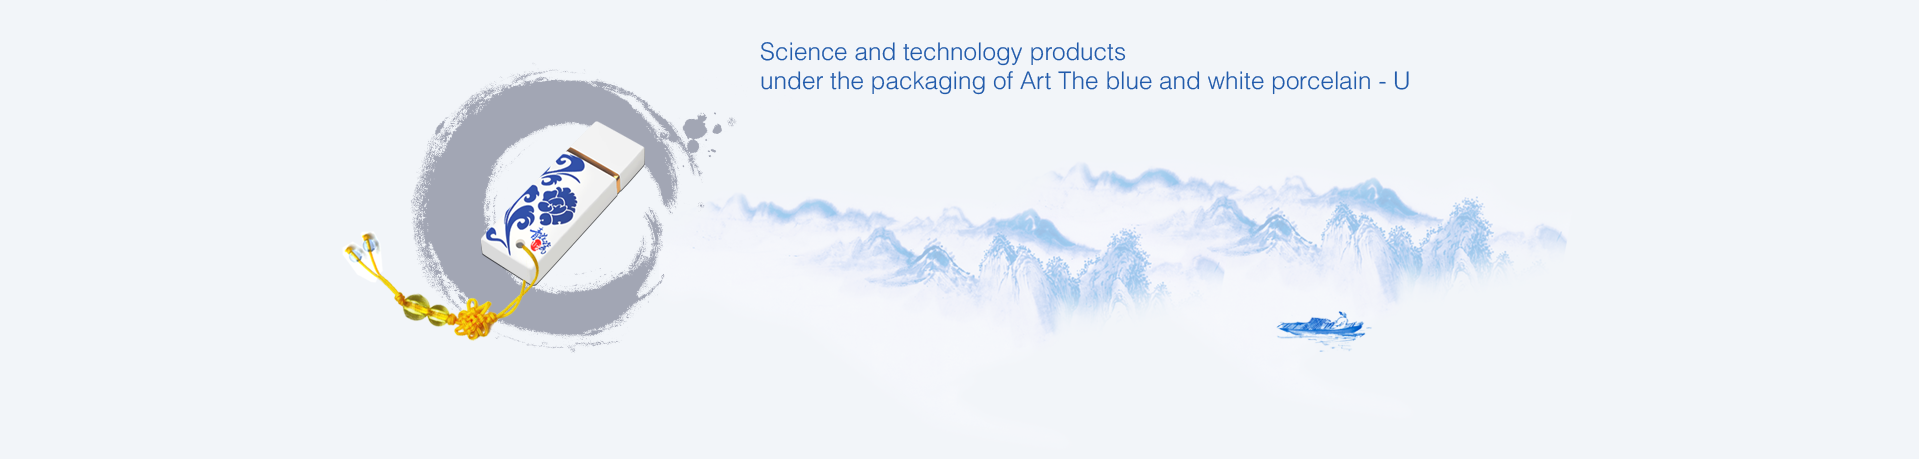 Science and technology products
under the packaging of Art The blue and white porcelain - U